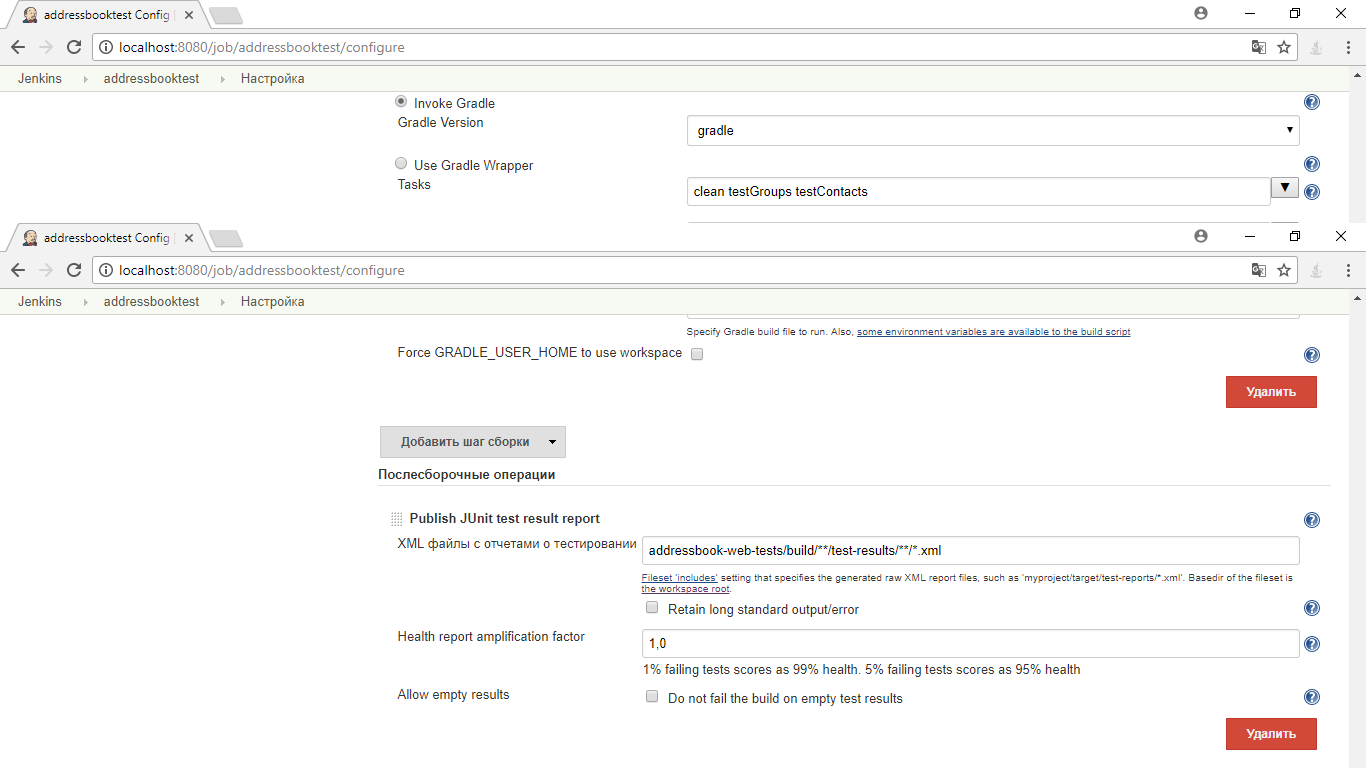 addressbooktest Config
localhost:8080/job/addressbooktest/configure
Jenkins addressbooktest Настройка
Invoke Gradle
Gradle Version
gradle
Use Gradle Wrapper
Tasks
clean testGroups testContacts
addressbooktest Config
localhost:8080/job/addressbooktest/configure
Jenkins addressbooktest Настройка
Specify Gradle build file to run. Also, some environment variables are available to the build script
Force GRADLE_USER_HOME to use workspace
Удалить
Добавить шаг сборки
Послесборочные операции
Publish JUnit test result report
XML файлы с отчетами о тестировании
addressbook-web-tests/build/**/test-results/**/*.xml
Fileset 'includes' setting that specifies the generated raw XML report files, such as 'myproject/target/test-reports/*.xml'. Basedir of the fileset is
the workspace root.
Retain long standard output/error
Health report amplification factor
1,0
1% failing tests scores as 99% health. 5% failing tests scores as 95% health
Allow empty results
Do not fail the build on empty test results
Удалить